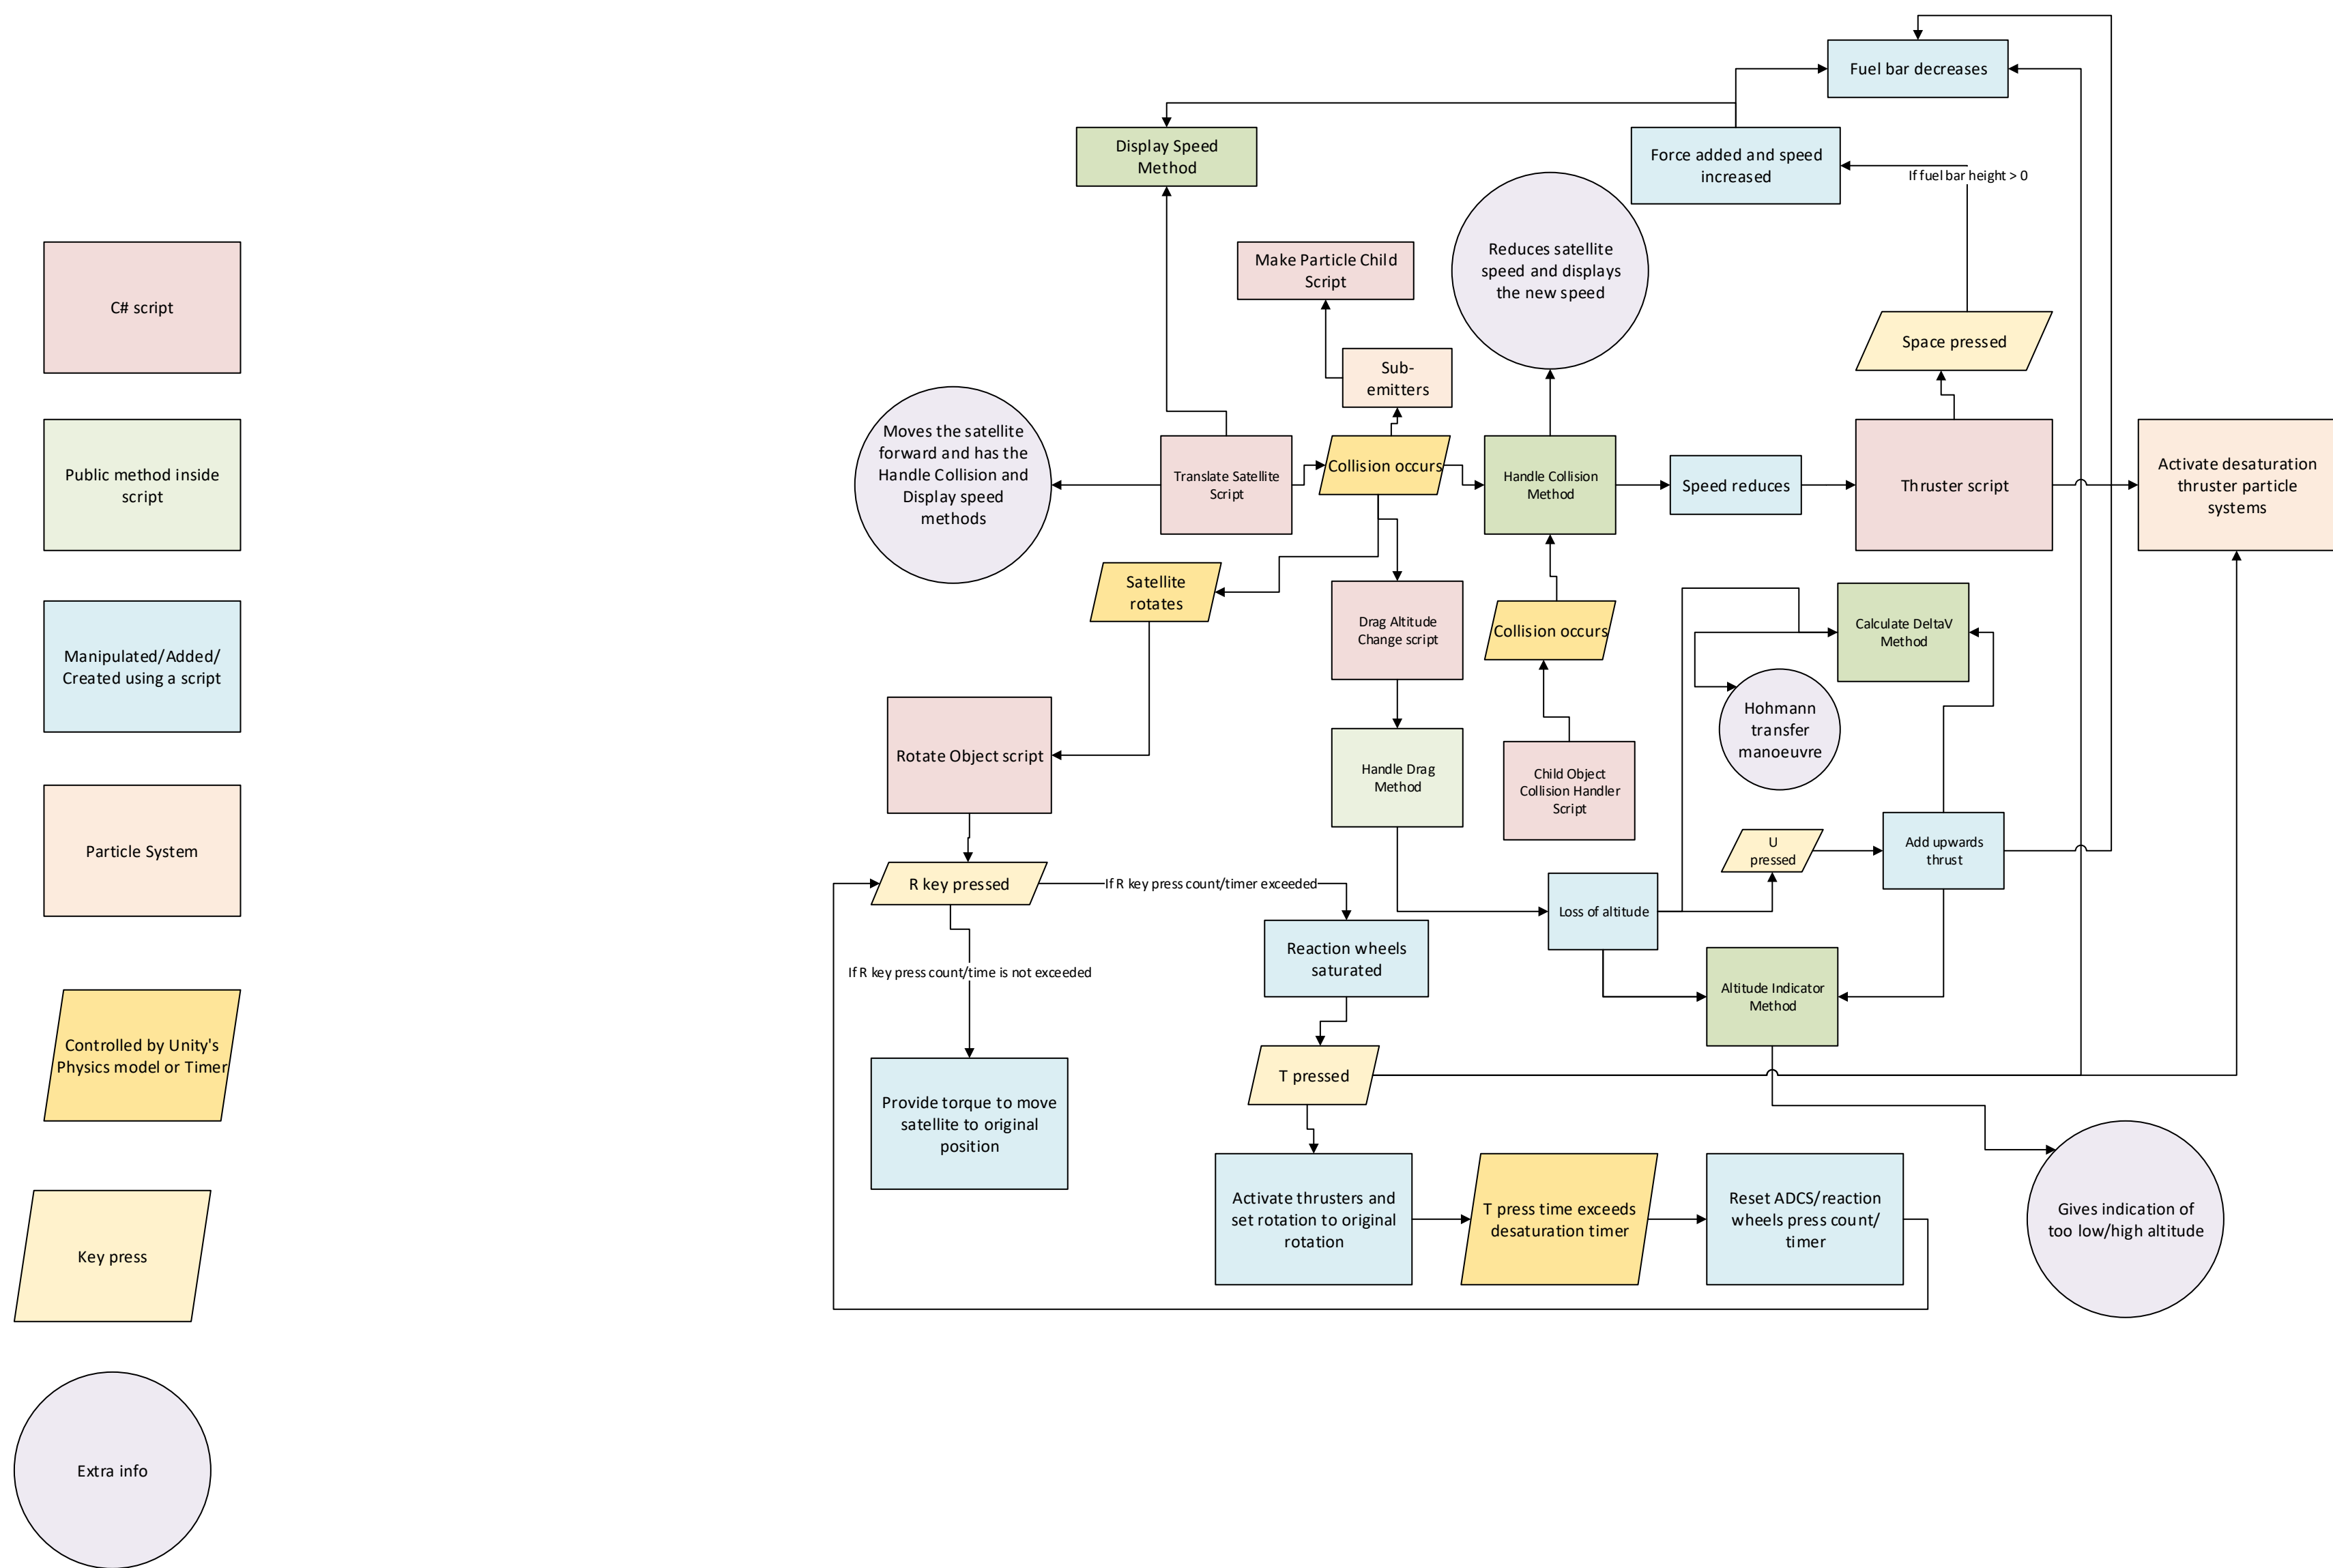 C# script
Public method inside
script
Manipulated/Added/
Created using a script
Particle System
Controlled by Unity's
Physics model or Timer
Key press
Extra info
Fuel bar decreases
Display Speed
Method
Force added and speed
increased
If fuel bar height > 0
Make Particle Child
Script
Reduces satellite
speed and displays
the new speed
Space pressed
Sub-
emitters
Moves the satellite
forward and has the
Handle Collision and
Display speed
methods
Translate Satellite
Script
Collision occurs
Handle Collision
Method
Speed reduces
Thruster script
Activate desaturation
thruster particle
systems
Satellite
rotates
Drag Altitude
Change script
Collision occurs
Calculate DeltaV
Method
Hohmann
transfer
manoeuvre
Rotate Object script
Handle Drag
Method
Child Object
Collision Handler
Script
U
pressed
Add upwards
thrust
R key pressed
If R key press count/timer exceeded
Loss of altitude
Reaction wheels
saturated
If R key press count/time is not exceeded
Altitude Indicator
Method
T pressed
Provide torque to move
satellite to original
position
Activate thrusters and
set rotation to original
rotation
T press time exceeds
desaturation timer
Reset ADCS/reaction
wheels press count/
timer
Gives indication of
too low/high altitude